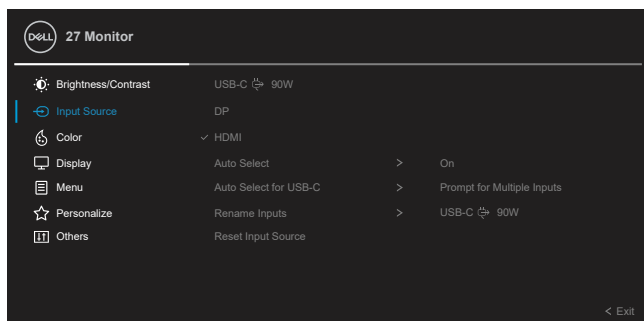 DELL 27 Monitor
Brightness/Contrast USB-C 90W
Input Source DP
Color ✓ HDMI
Display Auto Select > On
Menu Auto Select for USB-C > Prompt for Multiple Inputs
Personalize Rename Inputs > USB-C 90W
Others Reset Input Source
< Exit